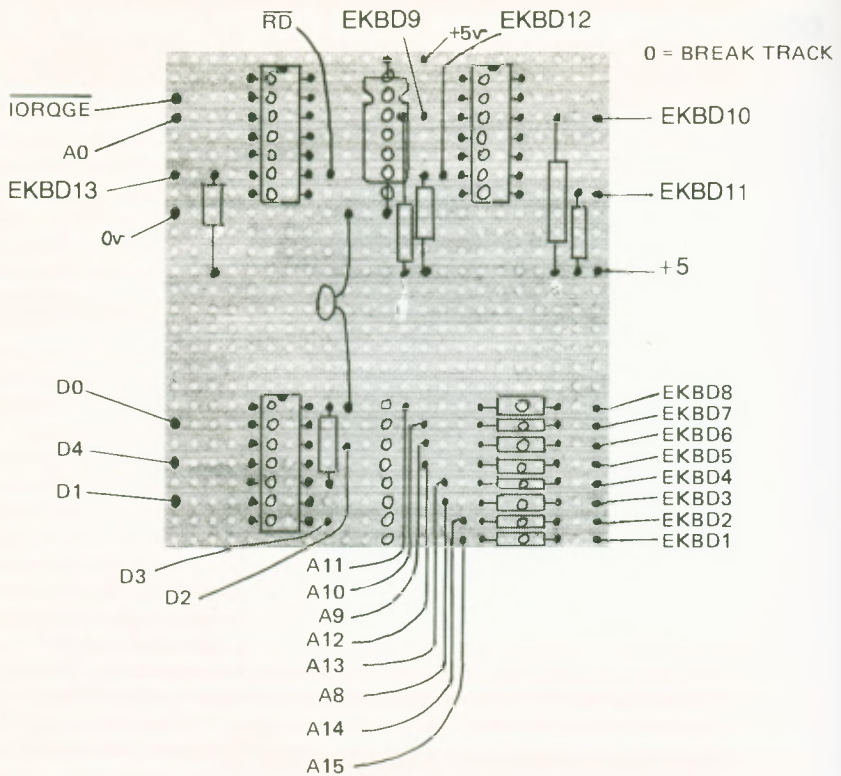 RD
EKBD9
+5v
EKBD12
0 = BREAK TRACK
IORQGE
A0
EKBD10
EKBD13
EKBD11
0v
+5
D0
D4
D1
EKBD8
EKBD7
EKBD6
EKBD5
EKBD4
EKBD3
EKBD2
EKBD1
D3
D2
A11
A10
A9
A12
A13
A8
A14
A15